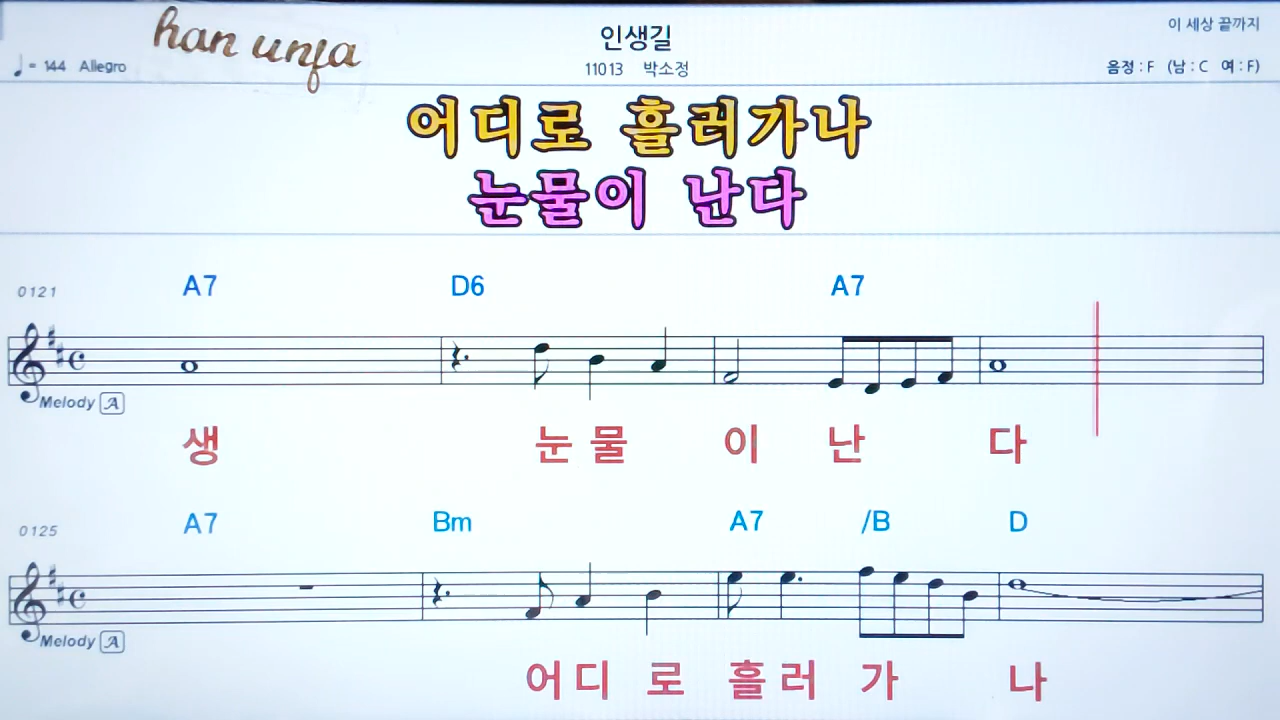 han unfa
인생길
이 세상 끝까지
♩= 144 Allegro
11013 박소정
음정 : F (남 : C 여 : F)
어디로 흘러가나
눈물이 난다
0121 A7 D6 A7
Melody A
생 눈 물 이 난 다
0125 A7 Bm A7 /B D
Melody A
어 디 로 흘 러 가 나